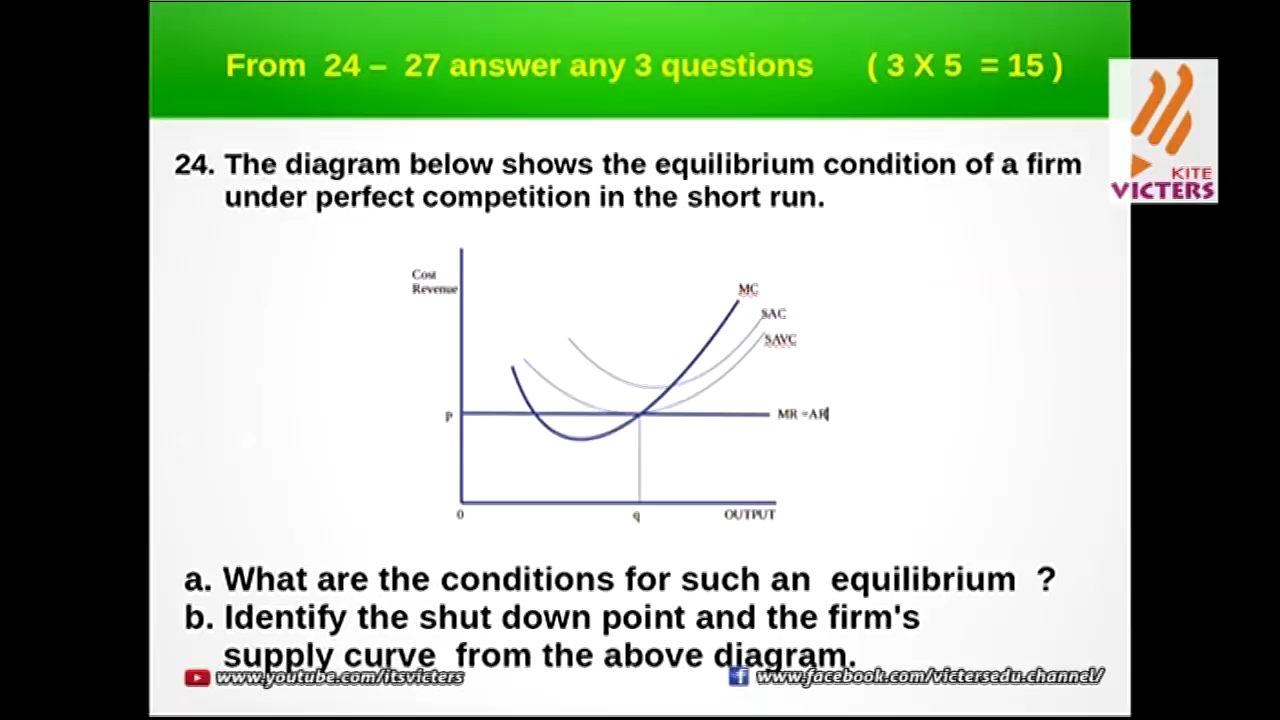 From 24 – 27 answer any 3 questions ( 3 X 5 = 15 )
KITE
VICTERS
24. The diagram below shows the equilibrium condition of a firm
under perfect competition in the short run.
Cost
Revenue
MC
SAC
SAVC
P
MR =AR
0
q
OUTPUT
a. What are the conditions for such an equilibrium ?
b. Identify the shut down point and the firm's
supply curve from the above diagram.
www.youtube.com/itsvicters
www.facebook.com/victersedu.channel/